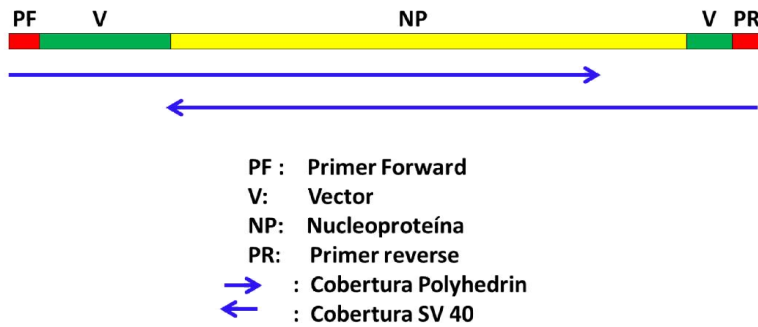 PF V NP V PR
PF : Primer Forward
V: Vector
NP: Nucleoproteína
PR: Primer reverse
: Cobertura Polyhedrin
: Cobertura SV 40